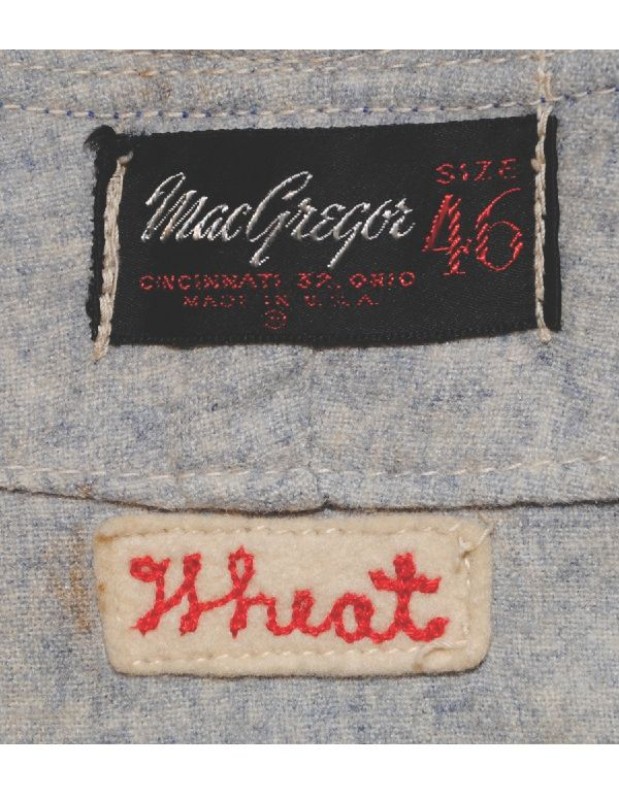 MacGregor
SIZE
46
CINCINNATI 32, OHIO
MADE IN U.S.A.
Wheat